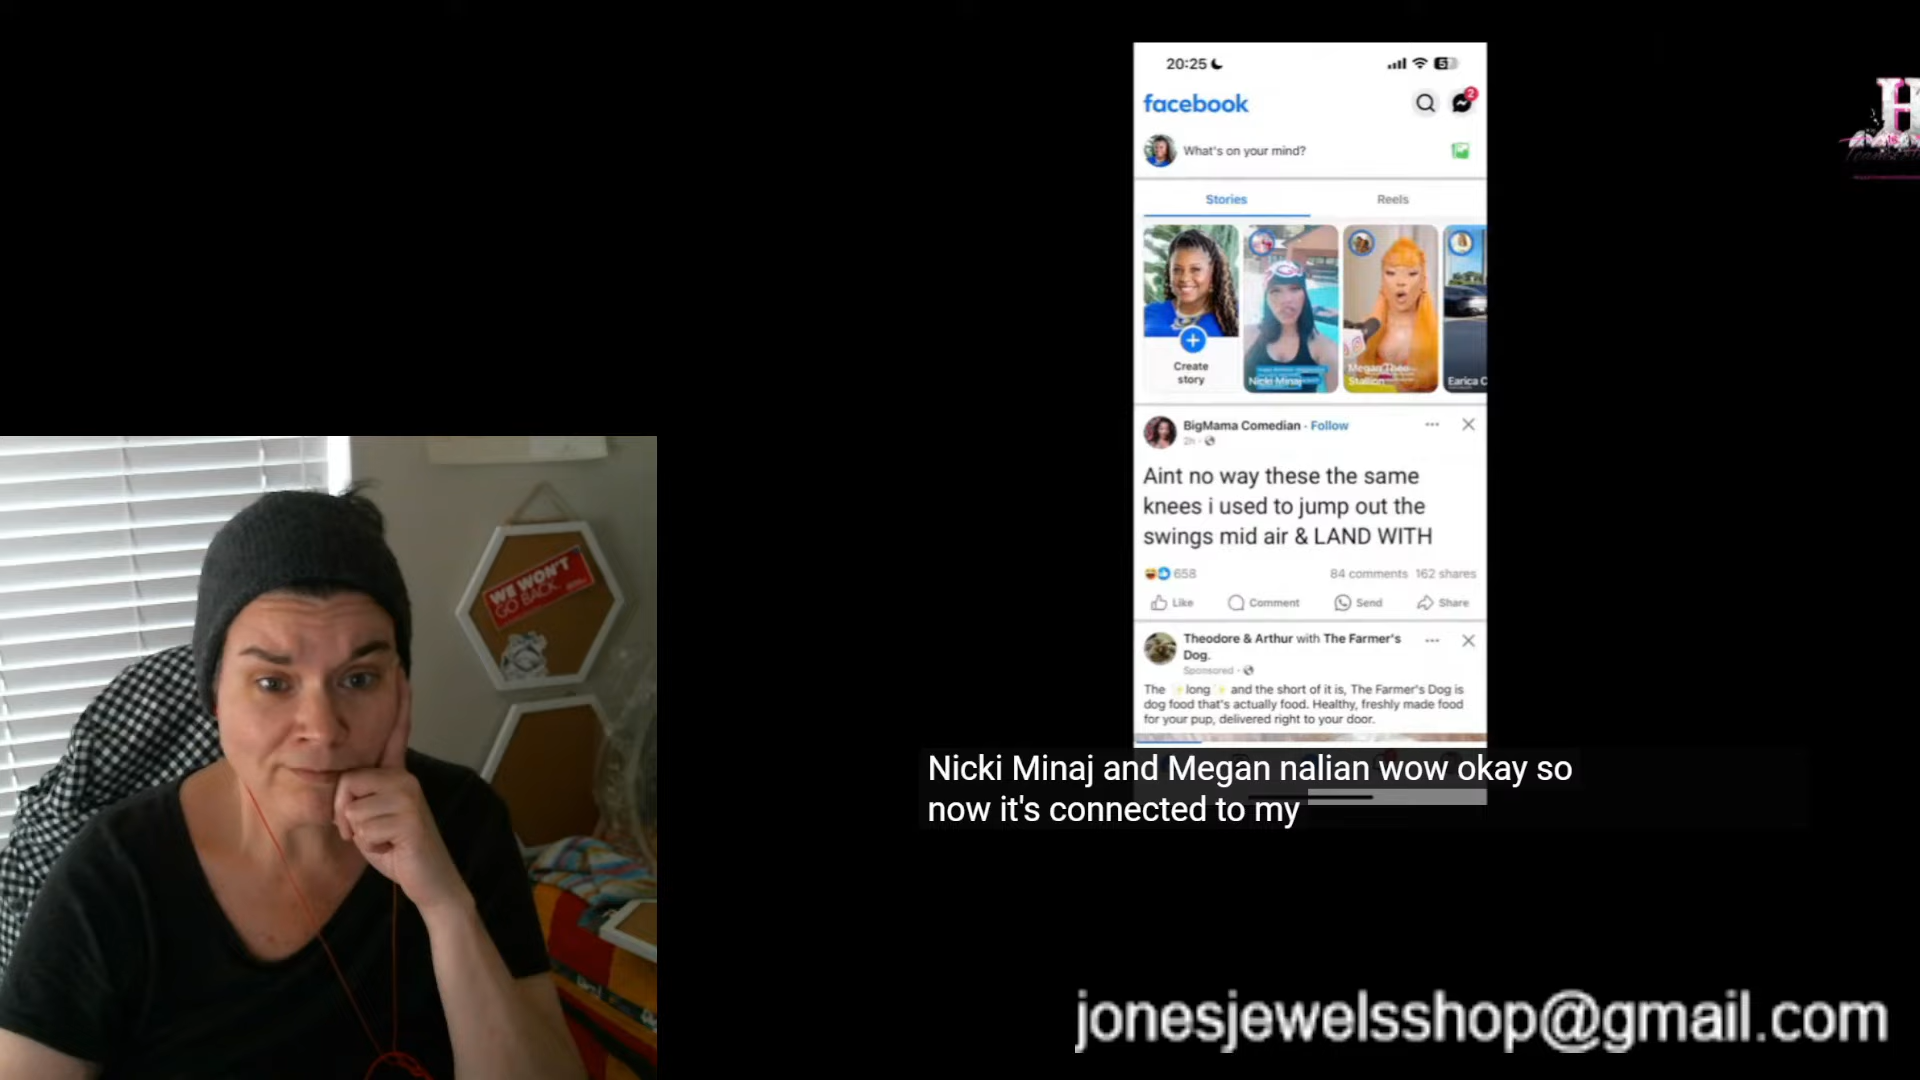 20:25
facebook
2
What's on your mind?
Stories
Reels
Create
story
Nicki Minaj
Megan Thee
Stallion
Earica C
BigMama Comedian · Follow
2h ·
Aint no way these the same
knees i used to jump out the
swings mid air & LAND WITH
658
84 comments 162 shares
Like
Comment
Send
Share
Theodore & Arthur with The Farmer's
Dog.
Sponsored ·
The long and the short of it is, The Farmer's Dog is
dog food that's actually food. Healthy, freshly made food
for your pup, delivered right to your door.
Nicki Minaj and Megan nalian wow okay so
now it's connected to my
WE WON'T
GO BACK
jonesjewelsshop@gmail.com
H